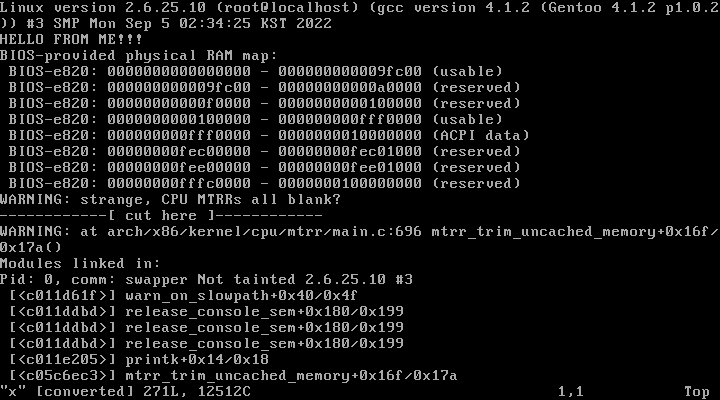 Linux version 2.6.25.10 (root@localhost) (gcc version 4.1.2 (Gentoo 4.1.2 p1.0.2
)) #3 SMP Mon Sep 5 02:34:25 KST 2022
HELLO FROM ME!!!
BIOS-provided physical RAM map:
 BIOS-e820: 0000000000000000 - 000000000009fc00 (usable)
 BIOS-e820: 000000000009fc00 - 00000000000a0000 (reserved)
 BIOS-e820: 00000000000f0000 - 0000000000100000 (reserved)
 BIOS-e820: 0000000000100000 - 000000000fff0000 (usable)
 BIOS-e820: 000000000fff0000 - 0000000010000000 (ACPI data)
 BIOS-e820: 00000000fec00000 - 00000000fec01000 (reserved)
 BIOS-e820: 00000000fee00000 - 00000000fee01000 (reserved)
 BIOS-e820: 00000000fffc0000 - 0000000100000000 (reserved)
WARNING: strange, CPU MTRRs all blank?
------------[ cut here ]------------
WARNING: at arch/x86/kernel/cpu/mtrr/main.c:696 mtrr_trim_uncached_memory+0x16f/
0x17a()
Modules linked in:
Pid: 0, comm: swapper Not tainted 2.6.25.10 #3
 [<c011d61f>] warn_on_slowpath+0x40/0x4f
 [<c011ddbd>] release_console_sem+0x180/0x199
 [<c011ddbd>] release_console_sem+0x180/0x199
 [<c011ddbd>] release_console_sem+0x180/0x199
 [<c011e205>] printk+0x14/0x18
 [<c05c6ec3>] mtrr_trim_uncached_memory+0x16f/0x17a
"x" [converted] 271L, 12512C 1,1 Top